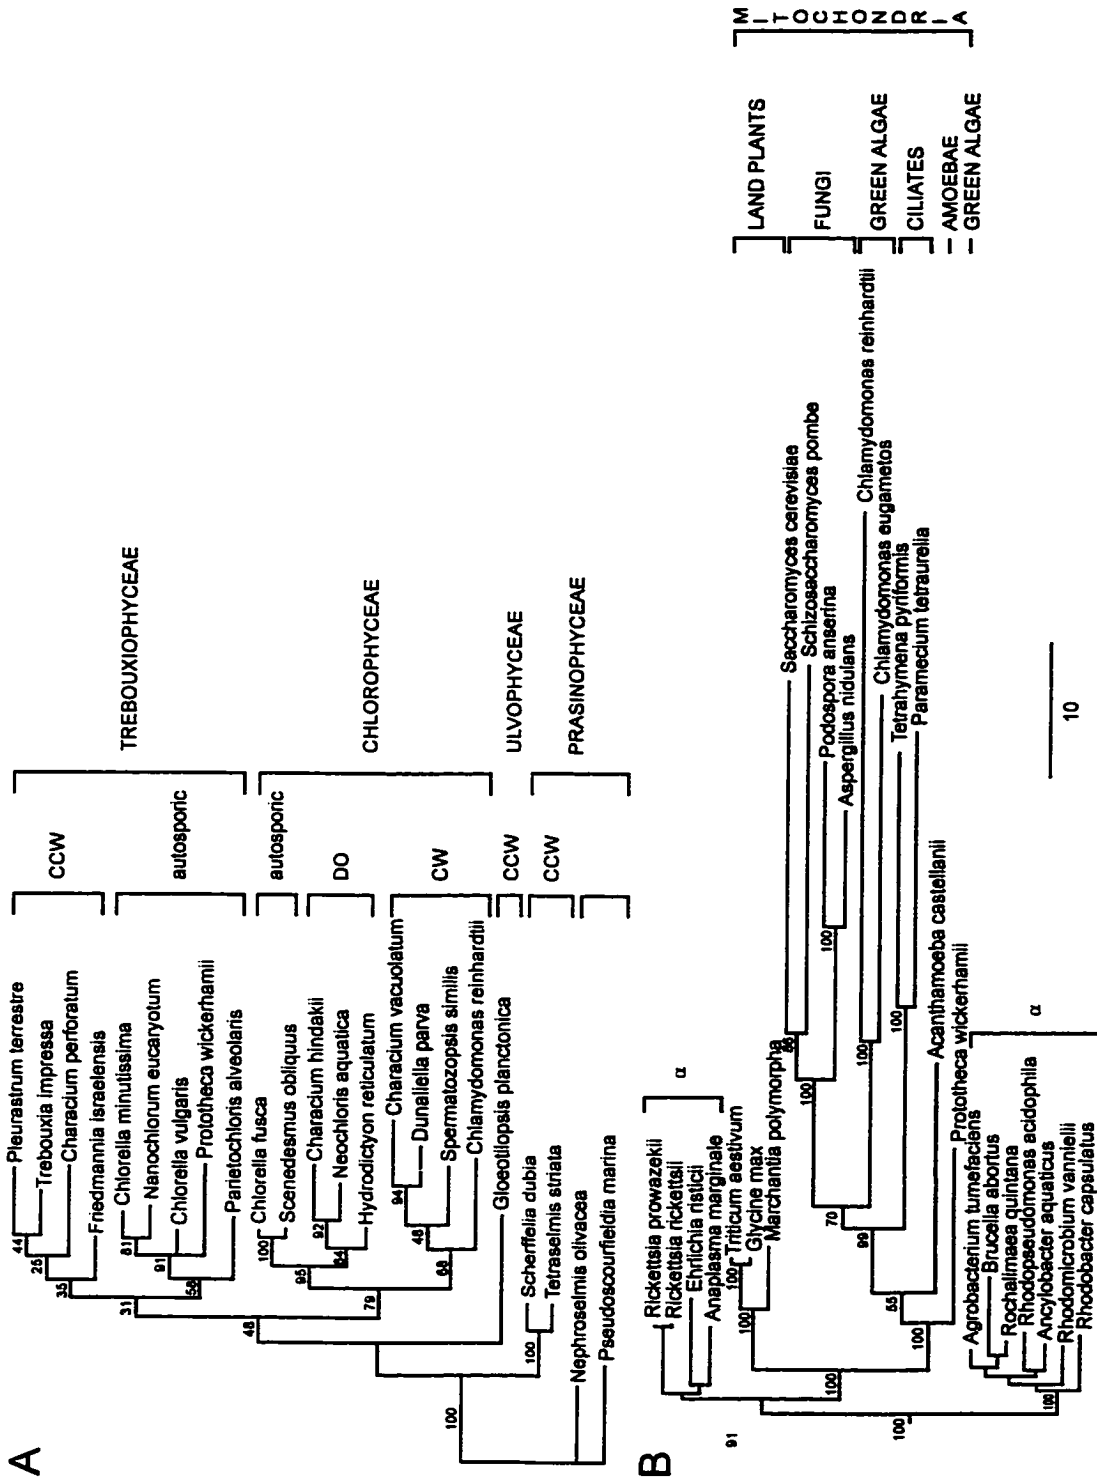 A
Pleurastrum terrestre
Trebouxia impressa
Characium perforatum
Friedmannia israelensis
Chlorella minutissima
Nanochlorum eucaryotum
Chlorella vulgaris
Prototheca wickerhamii
Parietochloris alveolaris
Chlorella fusca
Scenedesmus obliquus
Characium hindakii
Neochloris aquatica
Hydrodictyon reticulatum
Characium vacuolatum
Dunaliella parva
Spermatozopsis similis
Chlamydomonas reinhardtii
Gloeotilopsis planctonica
Scherffelia dubia
Tetraselmis striata
Nephroselmis olivacea
Pseudoscourfieldia marina
44
25
35
31
81
91
58
48
100
95
92
84
79
94
48
68
100
100
CCW
autosporic
autosporic
DO
CW
CCW
CCW
TREBOUXIOPHYCEAE
CHLOROPHYCEAE
ULVOPHYCEAE
PRASINOPHYCEAE
B
Rickettsia prowazekii
Rickettsia rickettsii
Ehrlichia risticii
Anaplasma marginale
α
Triticum aestivum
Glycine max
Marchantia polymorpha
Saccharomyces cerevisiae
Schizosaccharomyces pombe
Podospora anserina
Aspergillus nidulans
Chlamydomonas reinhardtii
Chlamydomonas eugametos
Tetrahymena pyriformis
Paramecium tetraurelia
Acanthamoeba castellanii
Prototheca wickerhamii
Agrobacterium tumefaciens
Brucella abortus
Rochalimaea quintana
Rhodopseudomonas acidophila
Ancylobacter aquaticus
Rhodomicrobium vannielii
Rhodobacter capsulatus
α
91
100
100
100
100
100
55
99
70
100
100
100
100
100
LAND PLANTS
FUNGI
GREEN ALGAE
CILIATES
AMOEBAE
GREEN ALGAE
MITOCHONDRIA
10